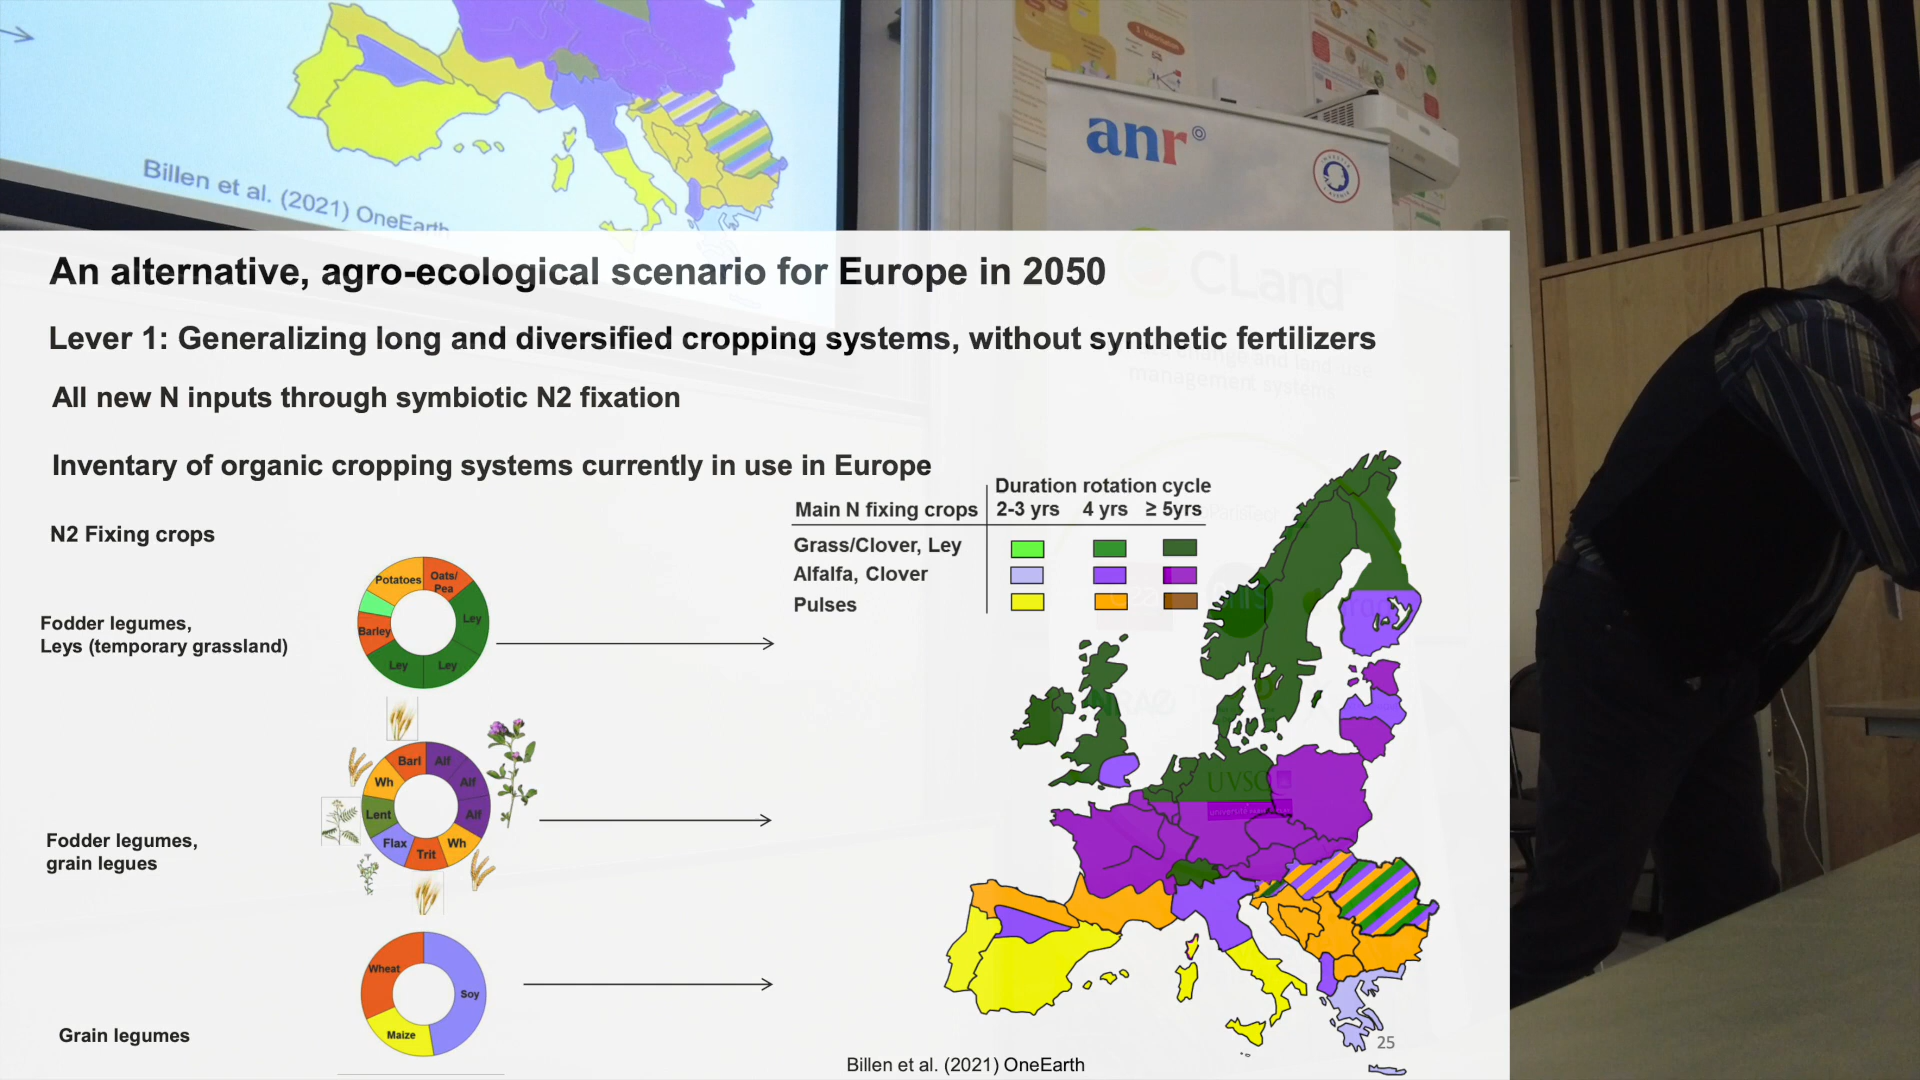 Billen et al. (2021) OneEarth
anr
CLand
management systems
An alternative, agro-ecological scenario for Europe in 2050
Lever 1: Generalizing long and diversified cropping systems, without synthetic fertilizers
All new N inputs through symbiotic N2 fixation
Inventary of organic cropping systems currently in use in Europe
Duration rotation cycle
Main N fixing crops 2-3 yrs 4 yrs ≥ 5yrs
Grass/Clover, Ley
Alfalfa, Clover
Pulses
N2 Fixing crops
Fodder legumes,
Leys (temporary grassland)
Potatoes
Oats/
Pea
Ley
Ley
Ley
Barley
Fodder legumes,
grain legues
Barl
Alf
Alf
Alf
Wh
Trit
Flax
Lent
Wh
Grain legumes
Wheat
Soy
Maize
UVSQ
25
Billen et al. (2021) OneEarth